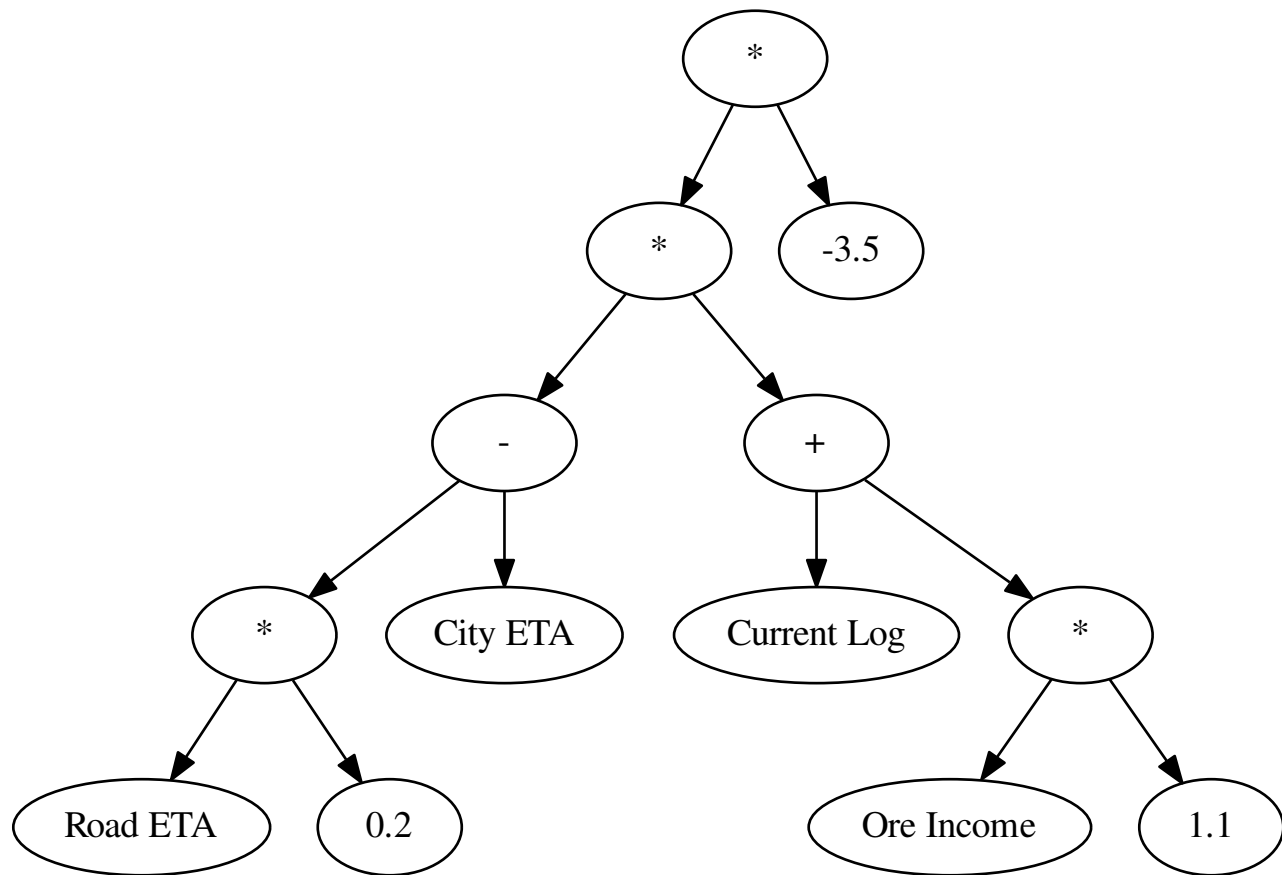 *
*
-3.5
-
+
*
City ETA
Current Log
*
Road ETA
0.2
Ore Income
1.1